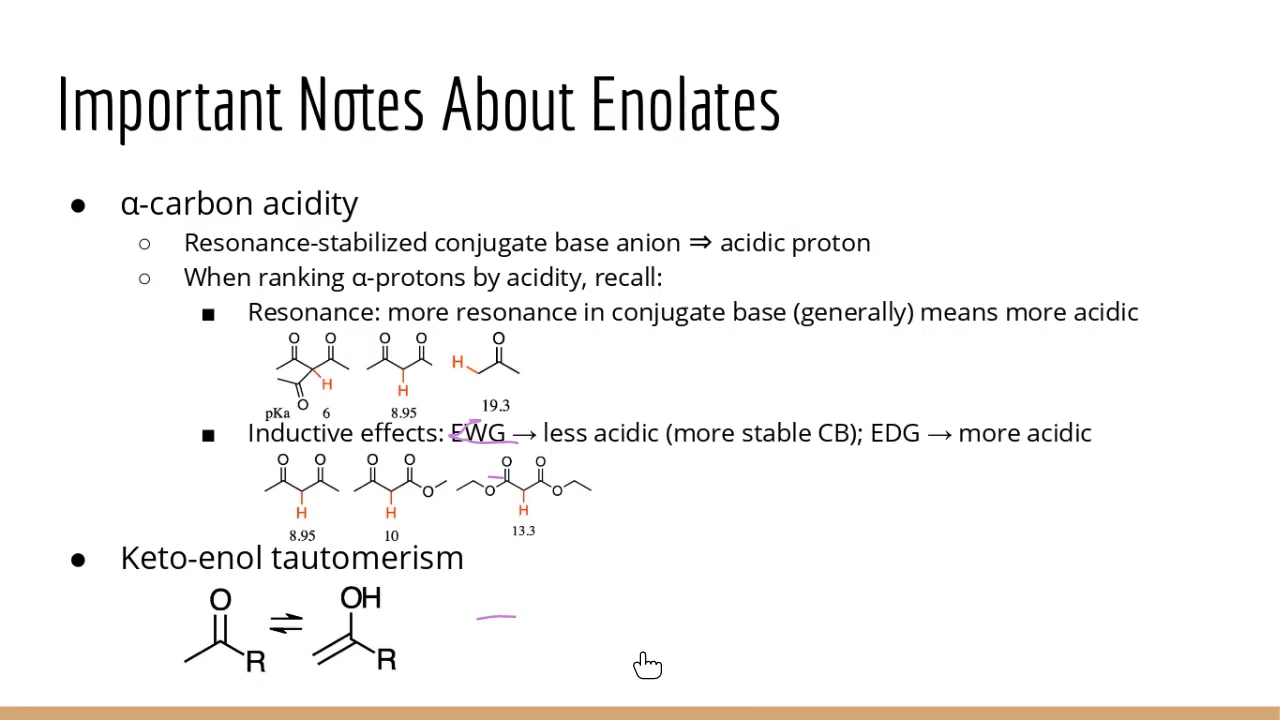 Important Notes About Enolates
● α-carbon acidity
○ Resonance-stabilized conjugate base anion ⇒ acidic proton
○ When ranking α-protons by acidity, recall:
■ Resonance: more resonance in conjugate base (generally) means more acidic
O O O O O
H H
O H
pKa 6 8.95 19.3
■ Inductive effects: EWG → less acidic (more stable CB); EDG → more acidic
O O O O O O
O O O
H H H
8.95 10 13.3
● Keto-enol tautomerism
O ⇌ OH
R R